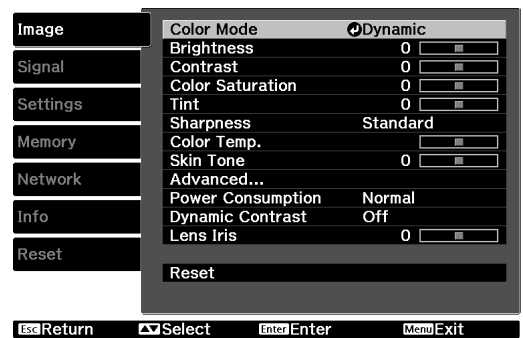 Image
Signal
Settings
Memory
Network
Info
Reset
Color Mode Dynamic
Brightness 0
Contrast 0
Color Saturation 0
Tint 0
Sharpness Standard
Color Temp.
Skin Tone 0
Advanced...
Power Consumption Normal
Dynamic Contrast Off
Lens Iris 0
Reset
Esc Return Select Enter Enter Menu Exit